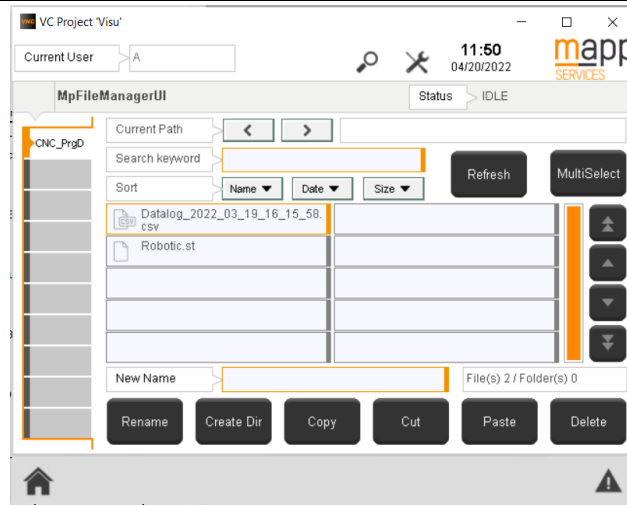 VNC VC Project 'Visu'
Current User A
11:50
04/20/2022
mapp
SERVICES
MpFileManagerUI
Status IDLE
CNC_PrgD
Current Path
Search keyword
Refresh
MultiSelect
Sort Name Date Size
Datalog_2022_03_19_16_15_58.
csv
CSV
Robotic.st
New Name
File(s) 2 / Folder(s) 0
Rename Create Dir Copy Cut Paste Delete